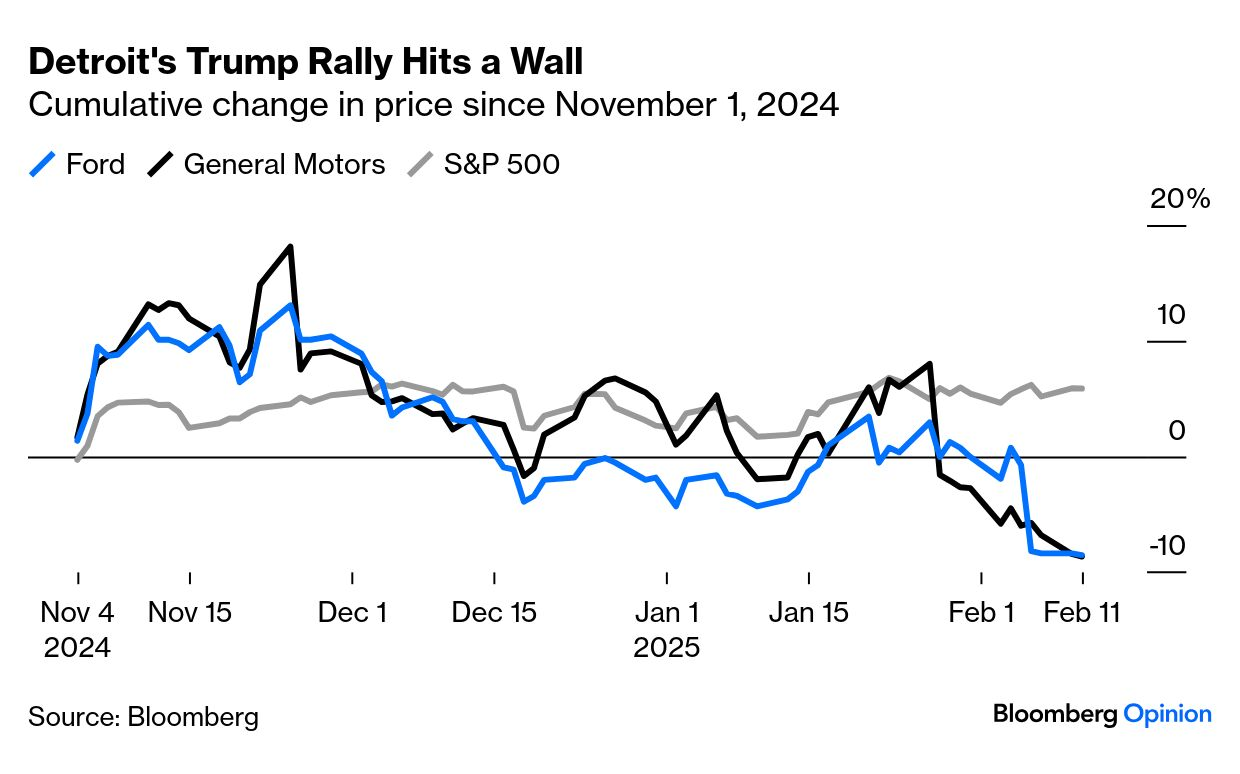 Detroit's Trump Rally Hits a Wall
Cumulative change in price since November 1, 2024
Ford General Motors S&P 500
20%
10
0
-10
Nov 4 Nov 15 Dec 1 Dec 15 Jan 1 Jan 15 Feb 1 Feb 11
2024 2025
Source: Bloomberg
Bloomberg Opinion